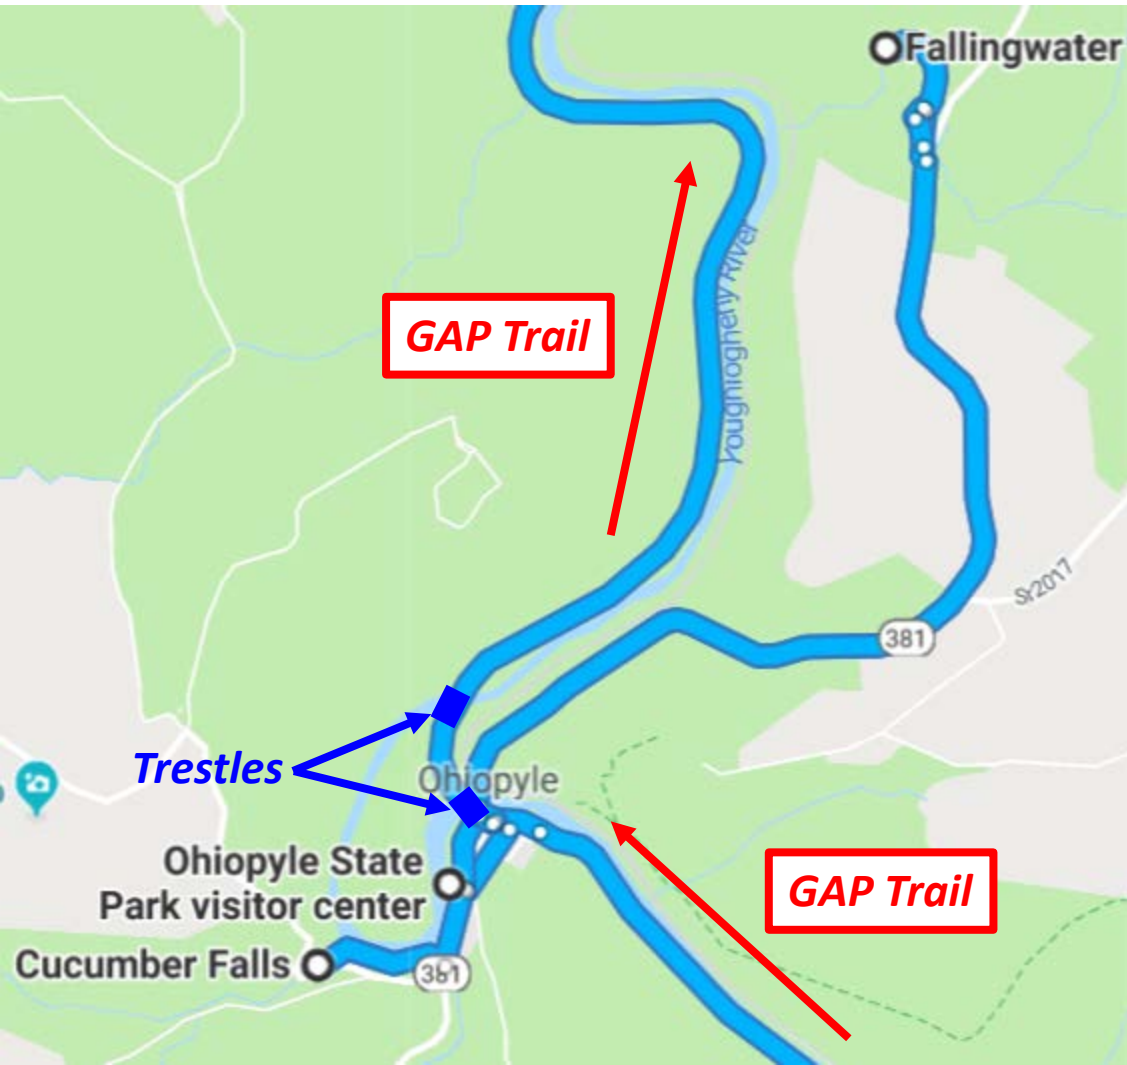 Fallingwater
Youghiogheny River
GAP Trail
Sr2017
381
Trestles
Ohiopyle
Ohiopyle State
Park visitor center
GAP Trail
Cucumber Falls
381